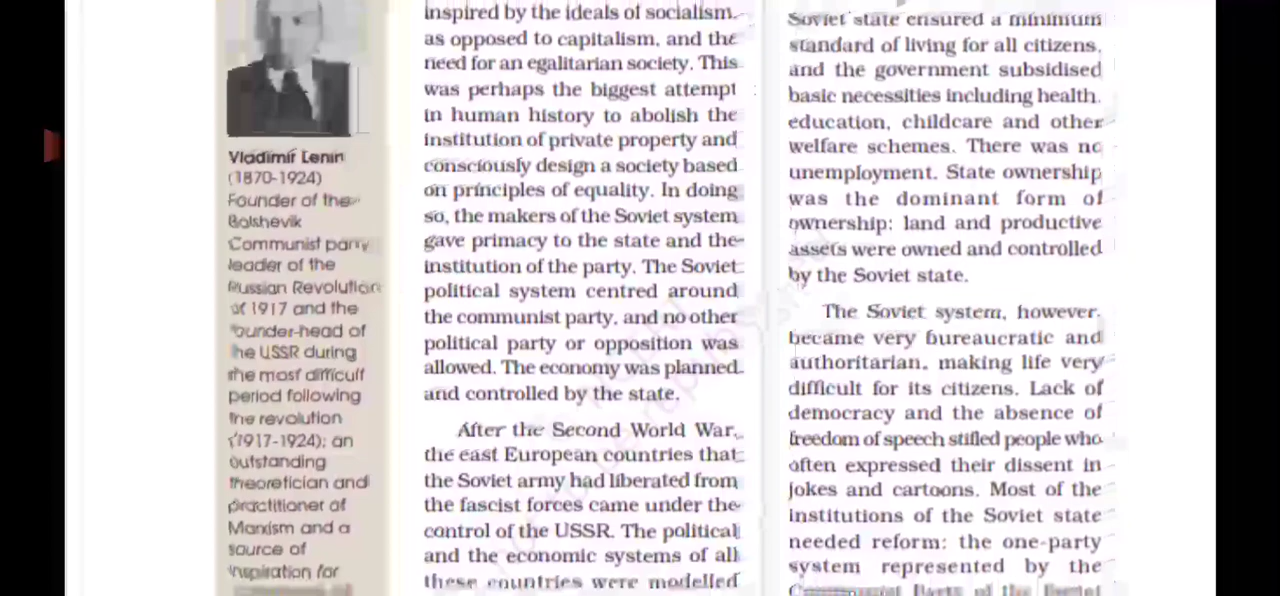 Vladimir Lenin
(1870-1924)
Founder of the
Bolshevik
Communist party
leader of the
Russian Revolution
of 1917 and the
founder-head of
the USSR during
the most difficult
period following
the revolution
(1917-1924); an
outstanding
theoretician and
practitioner of
Marxism and a
source of
inspiration for
inspired by the ideals of socialism,
as opposed to capitalism, and the
need for an egalitarian society. This
was perhaps the biggest attempt
in human history to abolish the
institution of private property and
consciously design a society based
on principles of equality. In doing
so, the makers of the Soviet system
gave primacy to the state and the
institution of the party. The Soviet
political system centred around
the communist party, and no other
political party or opposition was
allowed. The economy was planned
and controlled by the state.
After the Second World War,
the east European countries that
the Soviet army had liberated from
the fascist forces came under the
control of the USSR. The political
and the economic systems of all
these countries were modelled
Soviet state ensured a minimum
standard of living for all citizens,
and the government subsidised
basic necessities including health,
education, childcare and other
welfare schemes. There was no
unemployment. State ownership
was the dominant form of
ownership: land and productive
assets were owned and controlled
by the Soviet state.
The Soviet system, however,
became very bureaucratic and
authoritarian, making life very
difficult for its citizens. Lack of
democracy and the absence of
freedom of speech stifled people who
often expressed their dissent in
jokes and cartoons. Most of the
institutions of the Soviet state
needed reform: the one-party
system represented by the